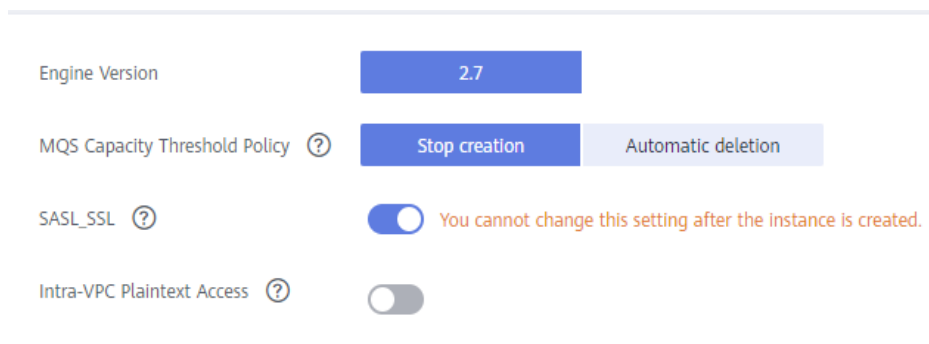 Engine Version 2.7
MQS Capacity Threshold Policy ? Stop creation Automatic deletion
SASL_SSL ? You cannot change this setting after the instance is created.
Intra-VPC Plaintext Access ?